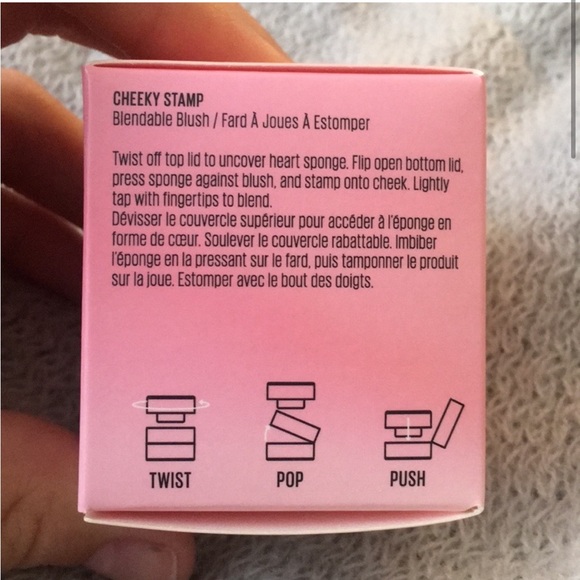 CHEEKY STAMP
Blendable Blush / Fard À Joues À Estomper
Twist off top lid to uncover heart sponge. Flip open bottom lid,
press sponge against blush, and stamp onto cheek. Lightly
tap with fingertips to blend.
Dévisser le couvercle supérieur pour accéder à l'éponge en
forme de cœur. Soulever le couvercle rabattable. Imbiber
l'éponge en la pressant sur le fard, puis tamponner le produit
sur la joue. Estomper avec le bout des doigts.
TWIST
POP
PUSH